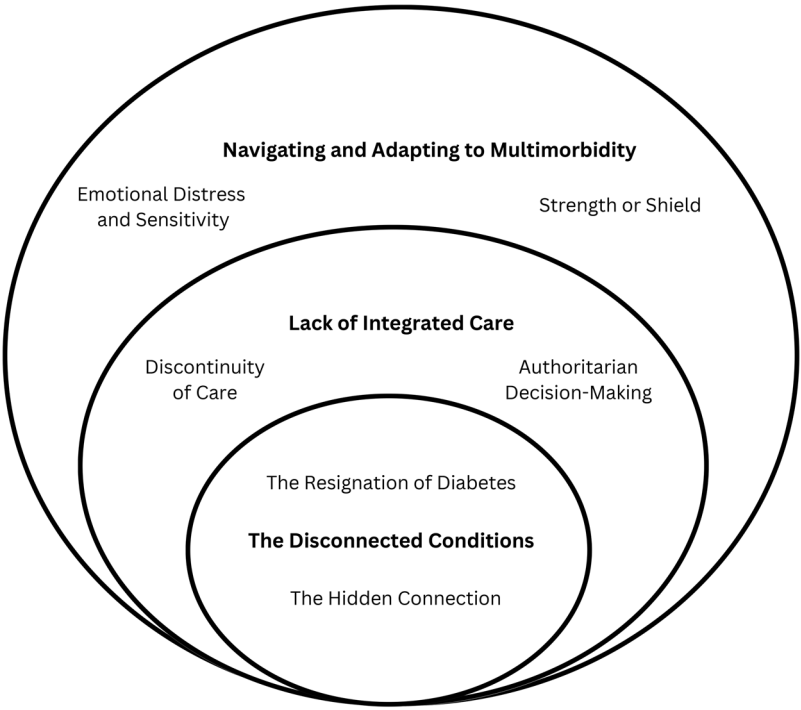 Navigating and Adapting to Multimorbidity
Emotional Distress
and Sensitivity
Strength or Shield
Lack of Integrated Care
Discontinuity
of Care
Authoritarian
Decision-Making
The Resignation of Diabetes
The Disconnected Conditions
The Hidden Connection